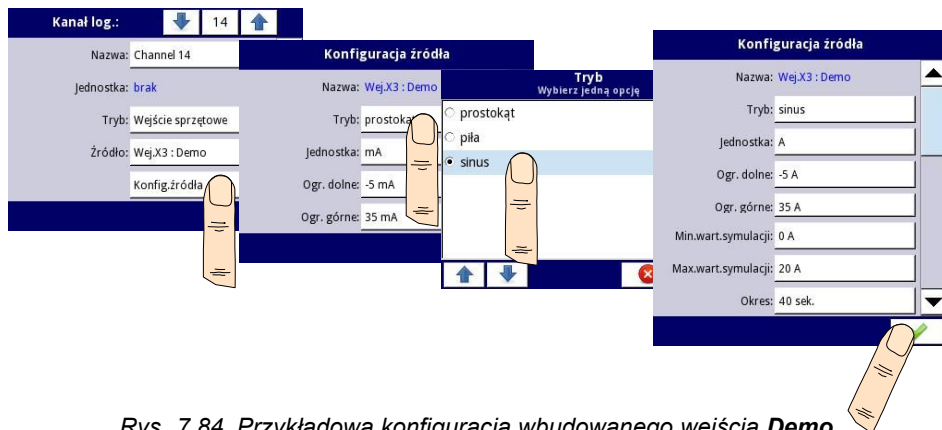 Kanał log.: 14
Nazwa: Channel 14
Jednostka: brak
Tryb: Wejście sprzętowe
Źródło: Wej.X3 : Demo
Konfig.źródła
Konfiguracja źródła
Nazwa: Wej.X3 : Demo
Tryb:
Jednostka: mA
Ogr. dolne: -5 mA
Ogr. górne: 35 mA
Tryb
Wybierz jedną opcję
prostokąt
piła
sinus
Konfiguracja źródła
Nazwa: Wej.X3 : Demo
Tryb: sinus
Jednostka: A
Ogr. dolne: -5 A
Ogr. górne: 35 A
Min.wart.symulacji: 0 A
Max.wart.symulacji: 20 A
Okres: 40 sek.
Rys. 7.84. Przykładowa konfiguracja wbudowanego wejścia Demo